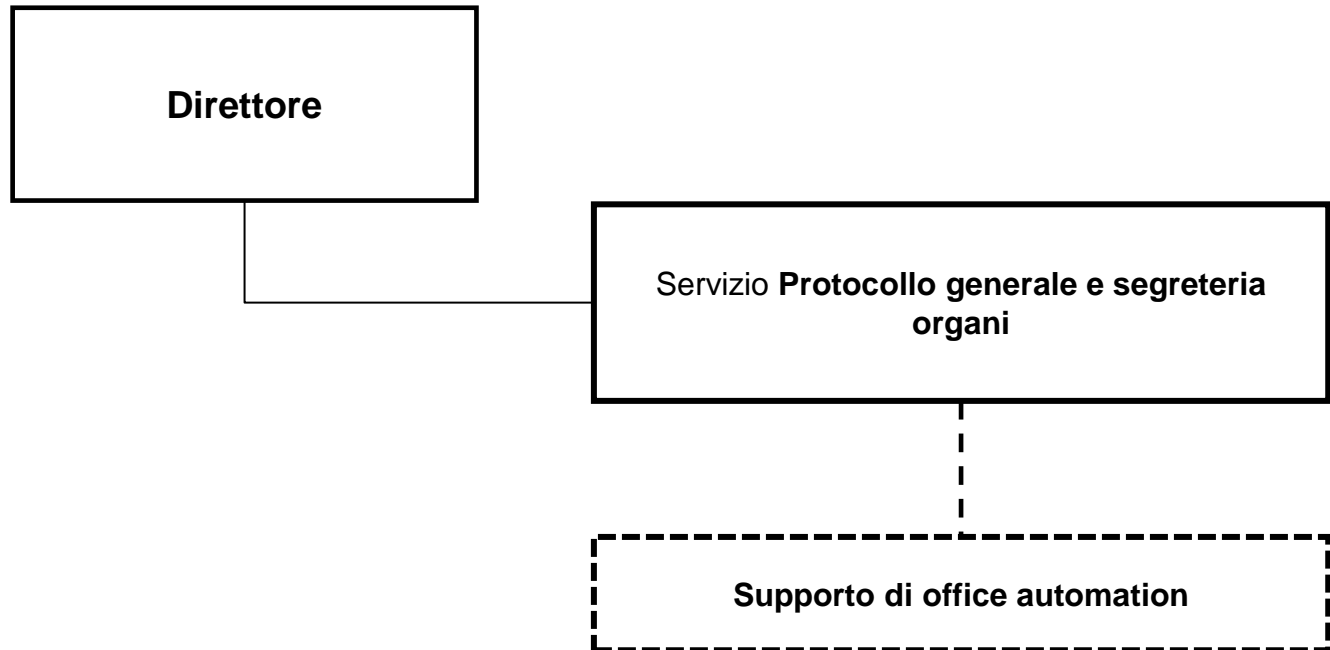 Direttore
Servizio Protocollo generale e segreteria
organi
Supporto di office automation